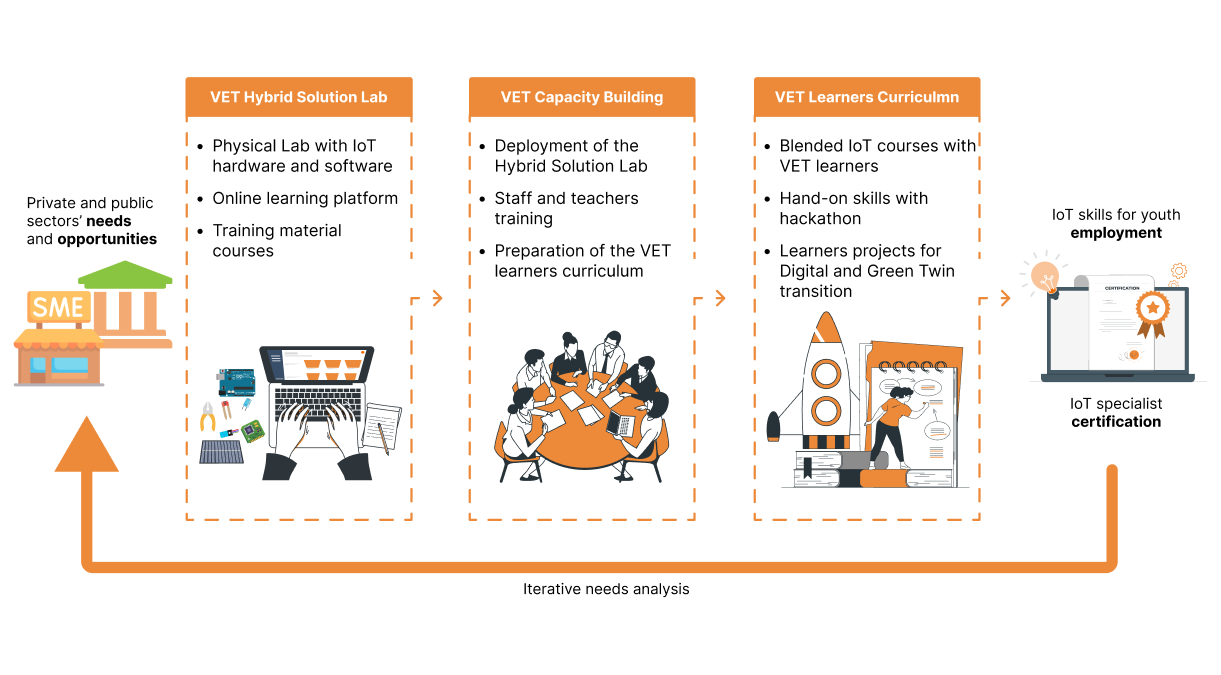 VET Hybrid Solution Lab
• Physical Lab with IoT
hardware and software
• Online learning platform
• Training material
courses
VET Capacity Building
• Deployment of the
Hybrid Solution Lab
• Staff and teachers
training
• Preparation of the VET
learners curriculum
VET Learners Curriculmn
• Blended IoT courses with
VET learners
• Hand-on skills with
hackathon
• Learners projects for
Digital and Green Twin
transition
Private and public
sectors’ needs
and opportunities
SME
IoT skills for youth
employment
CERTIFICATION
IoT specialist
certification
Iterative needs analysis